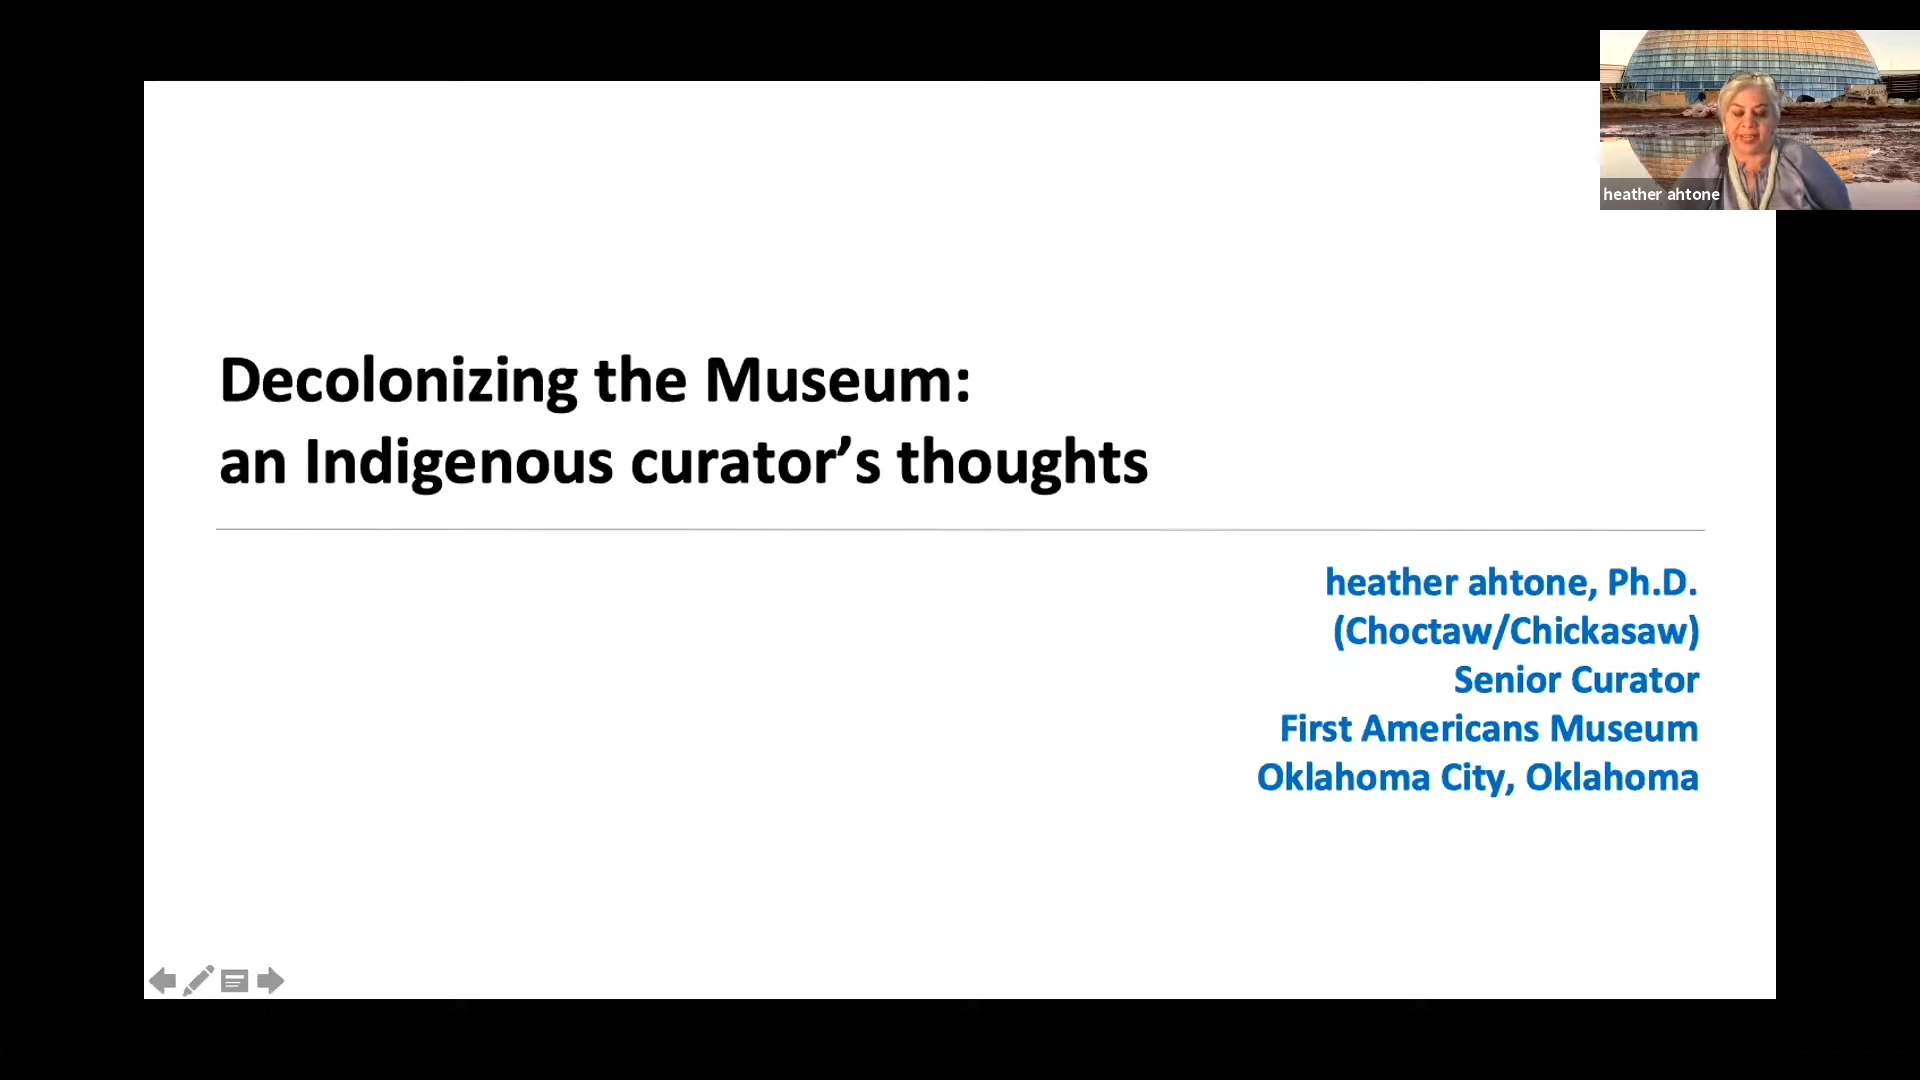 heather ahtone
Decolonizing the Museum:
an Indigenous curator’s thoughts
heather ahtone, Ph.D.
(Choctaw/Chickasaw)
Senior Curator
First Americans Museum
Oklahoma City, Oklahoma